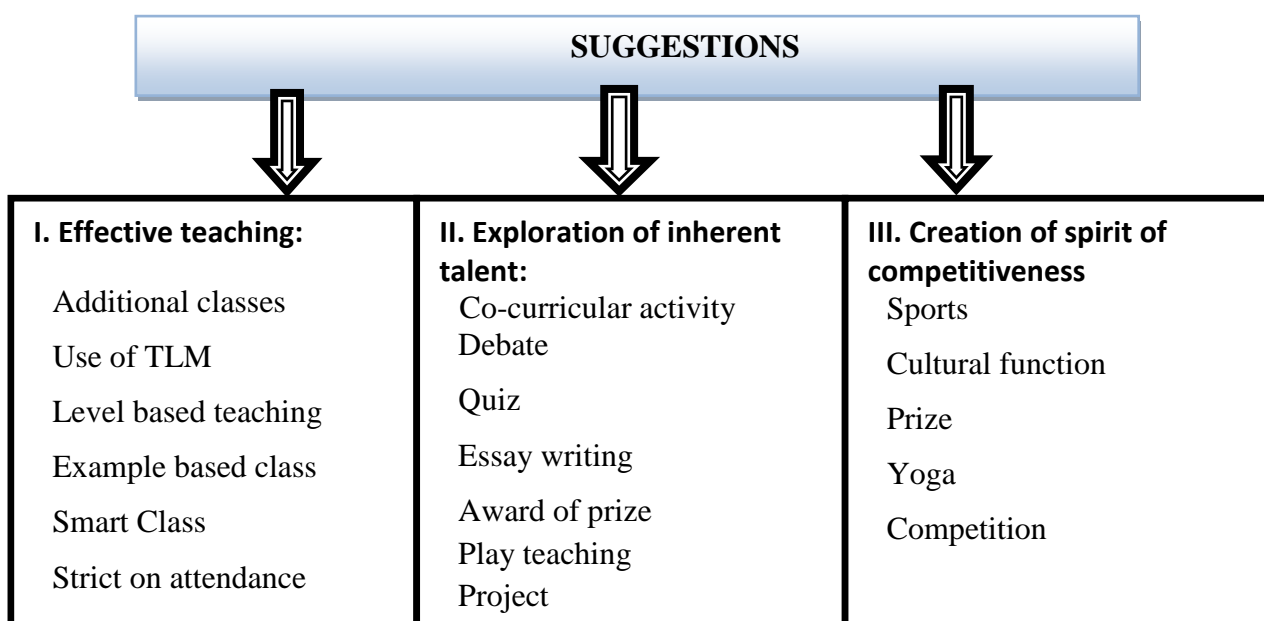 SUGGESTIONS
I. Effective teaching:
Additional classes
Use of TLM
Level based teaching
Example based class
Smart Class
Strict on attendance
II. Exploration of inherent
talent:
Co-curricular activity
Debate
Quiz
Essay writing
Award of prize
Play teaching
Project
III. Creation of spirit of
competitiveness
Sports
Cultural function
Prize
Yoga
Competition